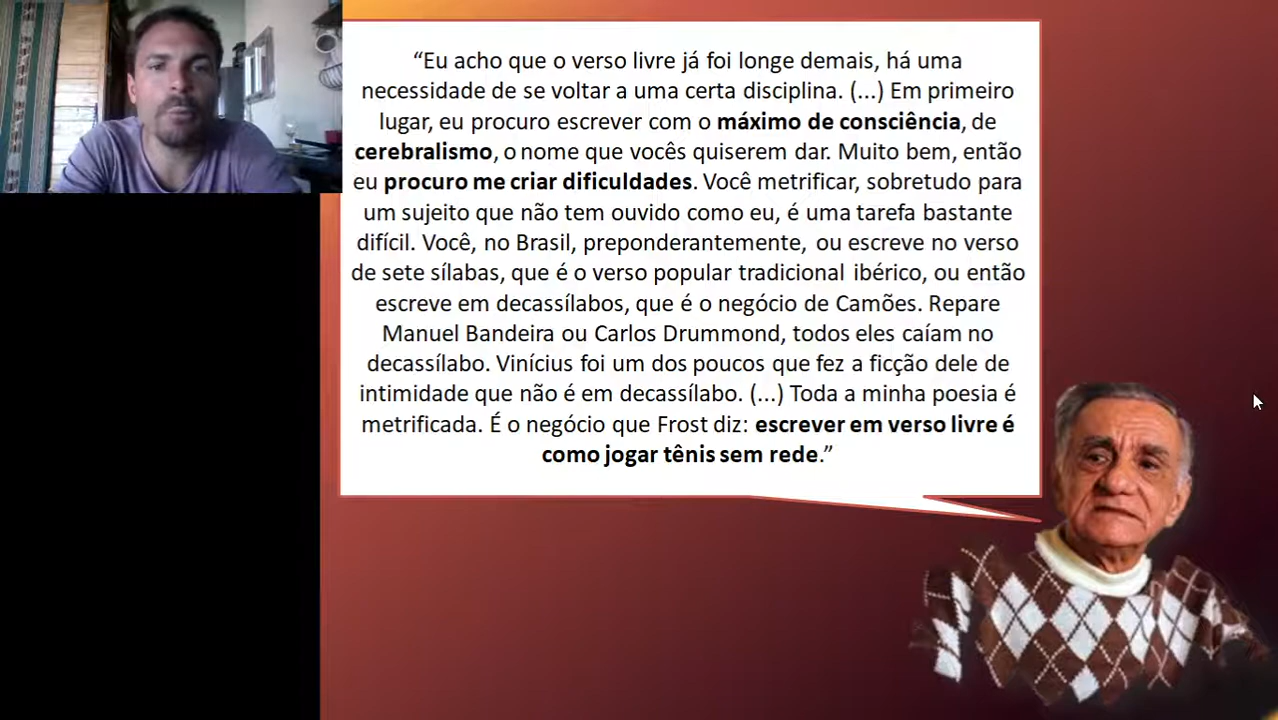 “Eu acho que o verso livre já foi longe demais, há uma
necessidade de se voltar a uma certa disciplina. (...) Em primeiro
lugar, eu procuro escrever com o máximo de consciência, de
cerebralismo, o nome que vocês quiserem dar. Muito bem, então
eu procuro me criar dificuldades. Você metrificar, sobretudo para
um sujeito que não tem ouvido como eu, é uma tarefa bastante
difícil. Você, no Brasil, preponderantemente, ou escreve no verso
de sete sílabas, que é o verso popular tradicional ibérico, ou então
escreve em decassílabos, que é o negócio de Camões. Repare
Manuel Bandeira ou Carlos Drummond, todos eles caíam no
decassílabo. Vinícius foi um dos poucos que fez a ficção dele de
intimidade que não é em decassílabo. (...) Toda a minha poesia é
metrificada. É o negócio que Frost diz: escrever em verso livre é
como jogar tênis sem rede.”